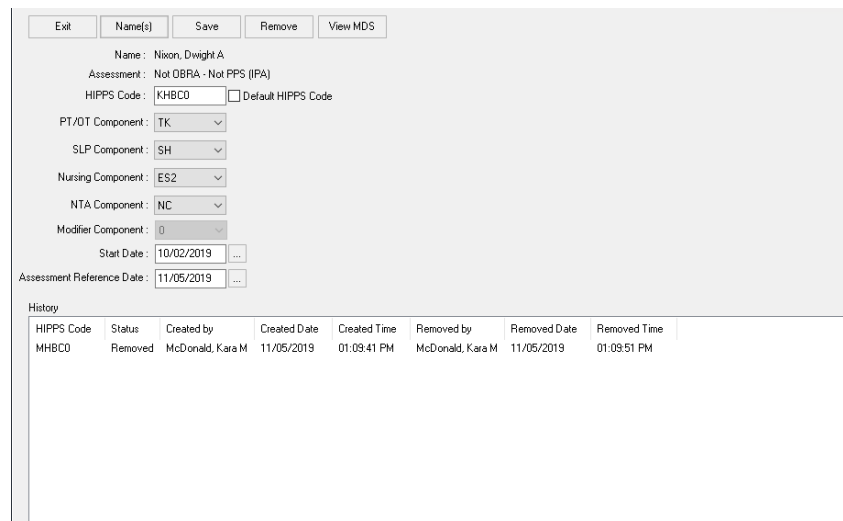 Exit Name(s) Save Remove View MDS
Name : Nixon, Dwight A
Assessment : Not OBRA - Not PPS (IPA)
HIPPS Code : KHBC0 Default HIPPS Code
PT/OT Component : TK
SLP Component : SH
Nursing Component : ES2
NTA Component : NC
Modifier Component : 0
Start Date : 10/02/2019 ...
Assessment Reference Date : 11/05/2019 ...
History
HIPPS Code Status Created by Created Date Created Time Removed by Removed Date Removed Time
MHBC0 Removed McDonald, Kara M 11/05/2019 01:09:41 PM McDonald, Kara M 11/05/2019 01:09:51 PM